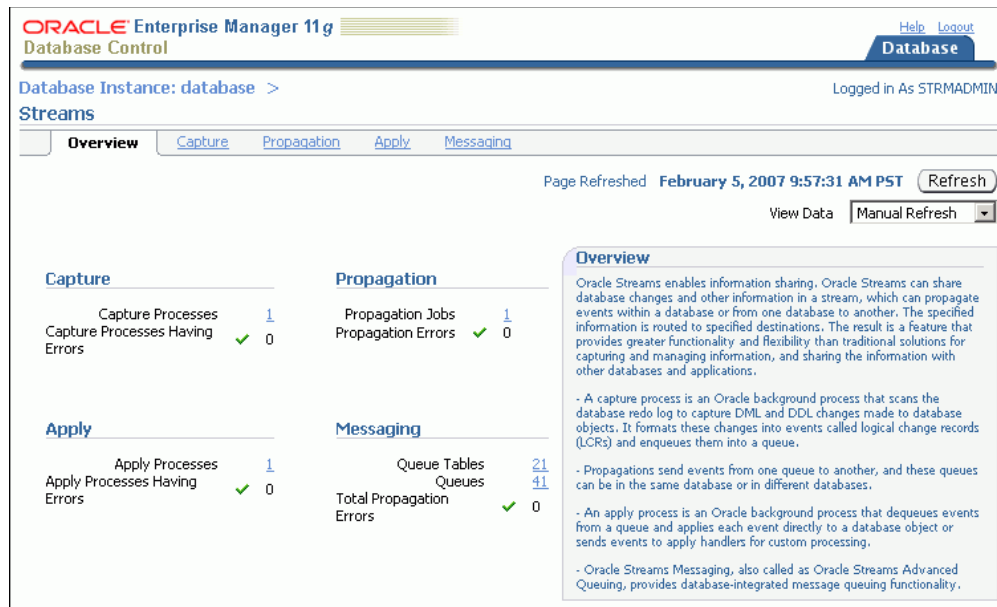 ORACLE Enterprise Manager 11g
Database Control
Help Logout
Database
Database Instance: database >
Logged in As STRMADMIN
Streams
Overview Capture Propagation Apply Messaging
Page Refreshed February 5, 2007 9:57:31 AM PST Refresh
View Data Manual Refresh
Capture
Capture Processes 1
Capture Processes Having
Errors
0
Propagation
Propagation Jobs 1
Propagation Errors 0
Apply
Apply Processes 1
Apply Processes Having
Errors
0
Messaging
Queue Tables 21
Queues 41
Total Propagation
Errors
0
Overview
Oracle Streams enables information sharing. Oracle Streams can share
database changes and other information in a stream, which can propagate
events within a database or from one database to another. The specified
information is routed to specified destinations. The result is a feature that
provides greater functionality and flexibility than traditional solutions for
capturing and managing information, and sharing the information with
other databases and applications.
- A capture process is an Oracle background process that scans the
database redo log to capture DML and DDL changes made to database
objects. It formats these changes into events called logical change records
(LCRs) and enqueues them into a queue.
- Propagations send events from one queue to another, and these queues
can be in the same database or in different databases.
- An apply process is an Oracle background process that dequeues events
from a queue and applies each event directly to a database object or
sends events to apply handlers for custom processing.
- Oracle Streams Messaging, also called as Oracle Streams Advanced
Queuing, provides database-integrated message queuing functionality.